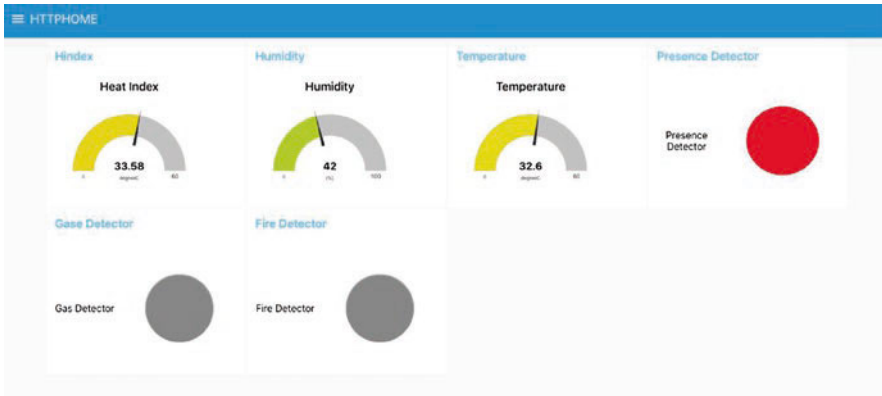 HTTPHOME
Hindex
Humidity
Temperature
Presence Detector
Heat Index
33.58
0
degreeC
60
Humidity
42
0
(%)
100
Temperature
32.6
0
degreeC
60
Presence
Detector
Gase Detector
Fire Detector
Gas Detector
Fire Detector